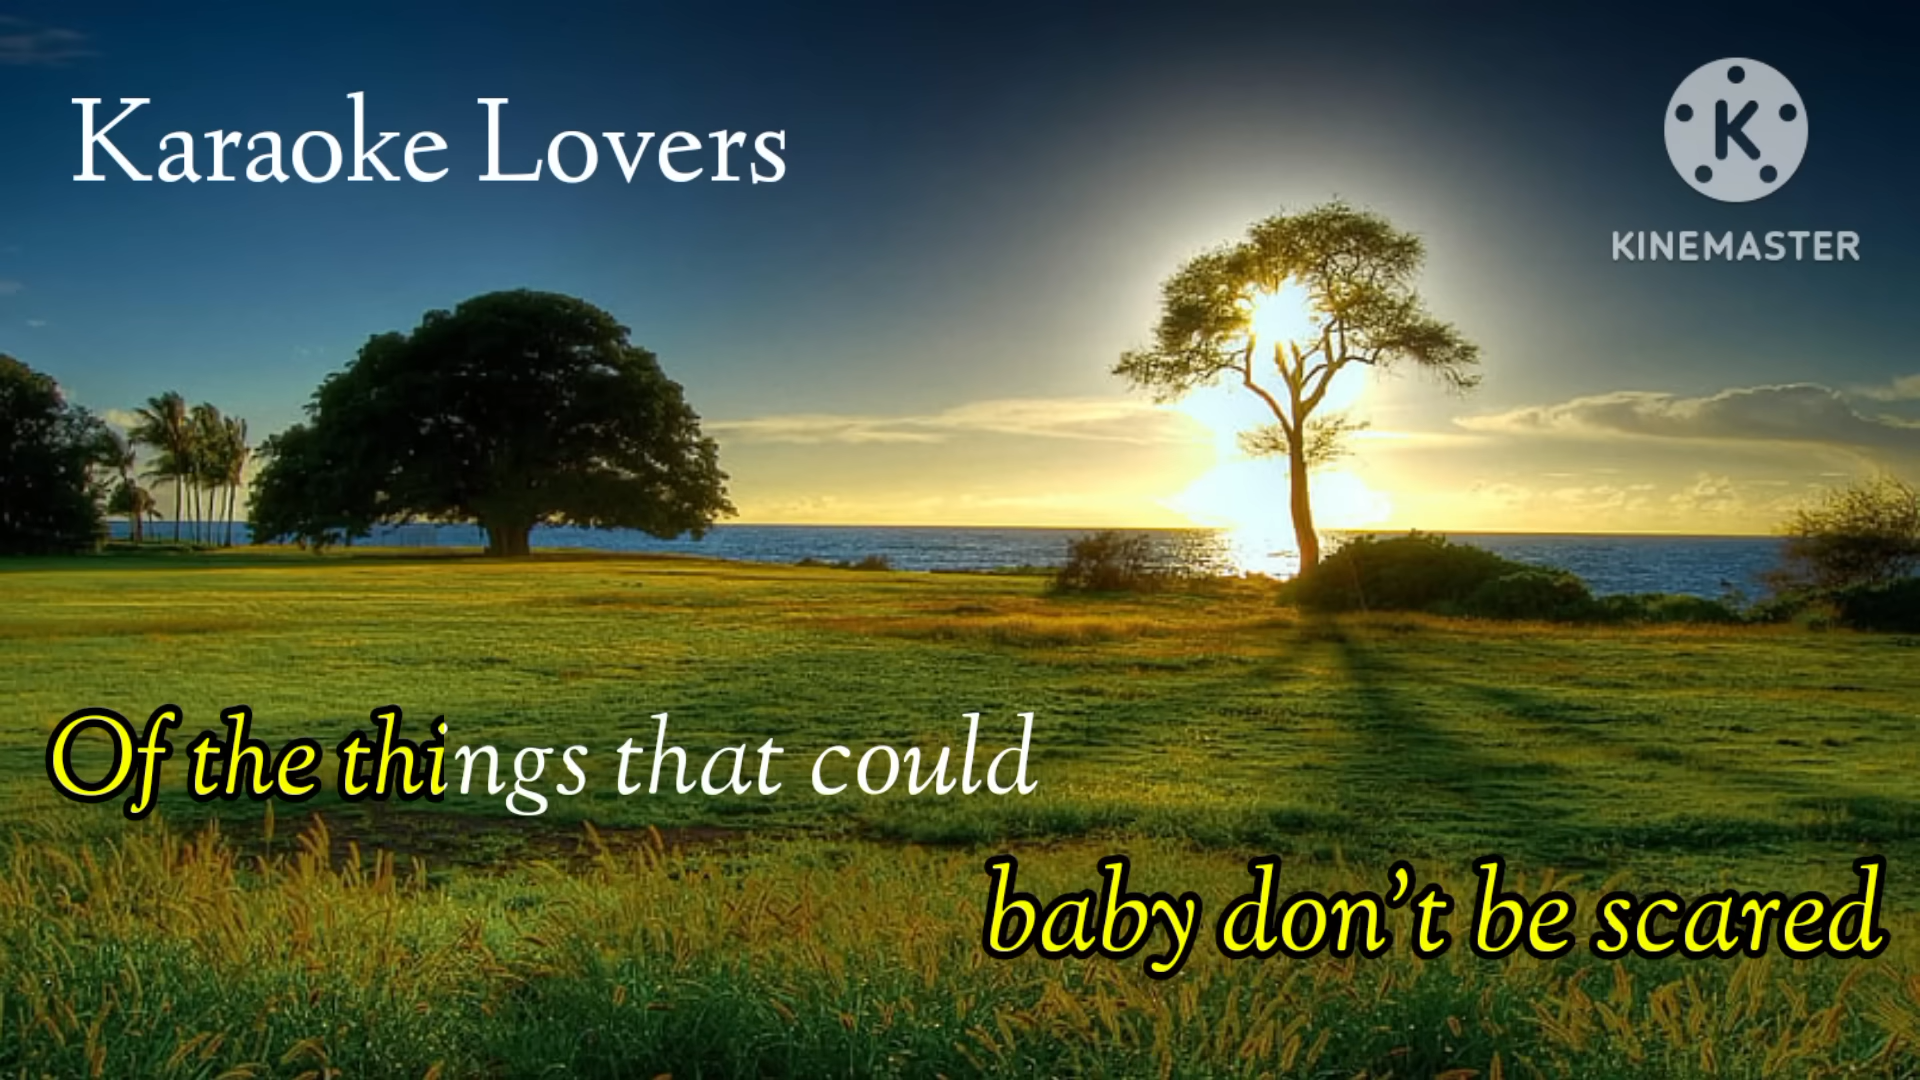 Karaoke Lovers
K
KINEMASTER
Of the things that could
baby don’t be scared